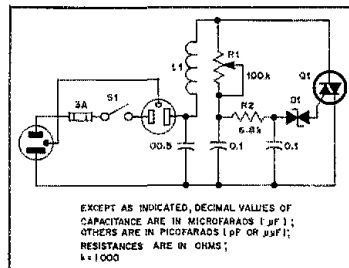 R1
Q1
L1
100k
3A
S1
R2
D1
6.8k
0.1
0.1
EXCEPT AS INDICATED, DECIMAL VALUES OF
CAPACITANCE ARE IN MICROFARADS (µF);
OTHERS ARE IN PICOFARADS (pF OR µµF);
RESISTANCES ARE IN OHMS;
k=1000